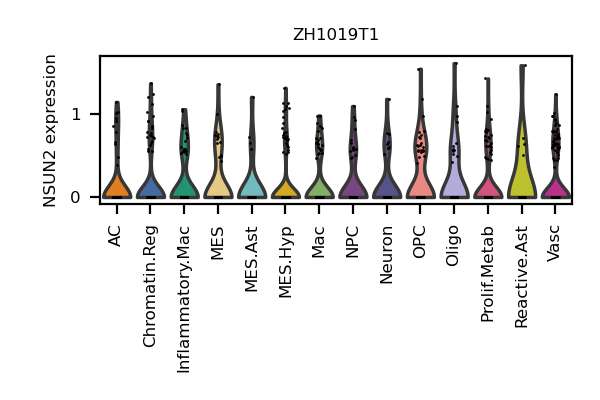 ZH1019T1
NSUN2 expression
1
0
AC
Chromatin.Reg
Inflammatory.Mac
MES
MES.Ast
MES.Hyp
Mac
NPC
Neuron
OPC
Oligo
Prolif.Metab
Reactive.Ast
Vasc